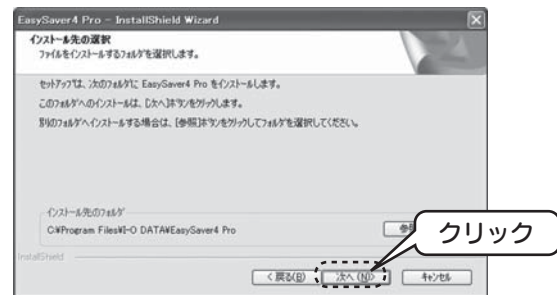 EasySaver4 Pro - InstallShield Wizard
インストール先の選択
ファイルをインストールするフォルダを選択します。
セットアップは、次のフォルダに EasySaver4 Pro をインストールします。
このフォルダへのインストールは、[次へ]ボタンをクリックします。
別のフォルダへインストールする場合は、[参照]ボタンをクリックしてフォルダを選択してください。
インストール先のフォルダ
C:¥Program Files¥I-O DATA¥EasySaver4 Pro
クリック
InstallShield
< 戻る(B)
次へ(N)>
キャンセル